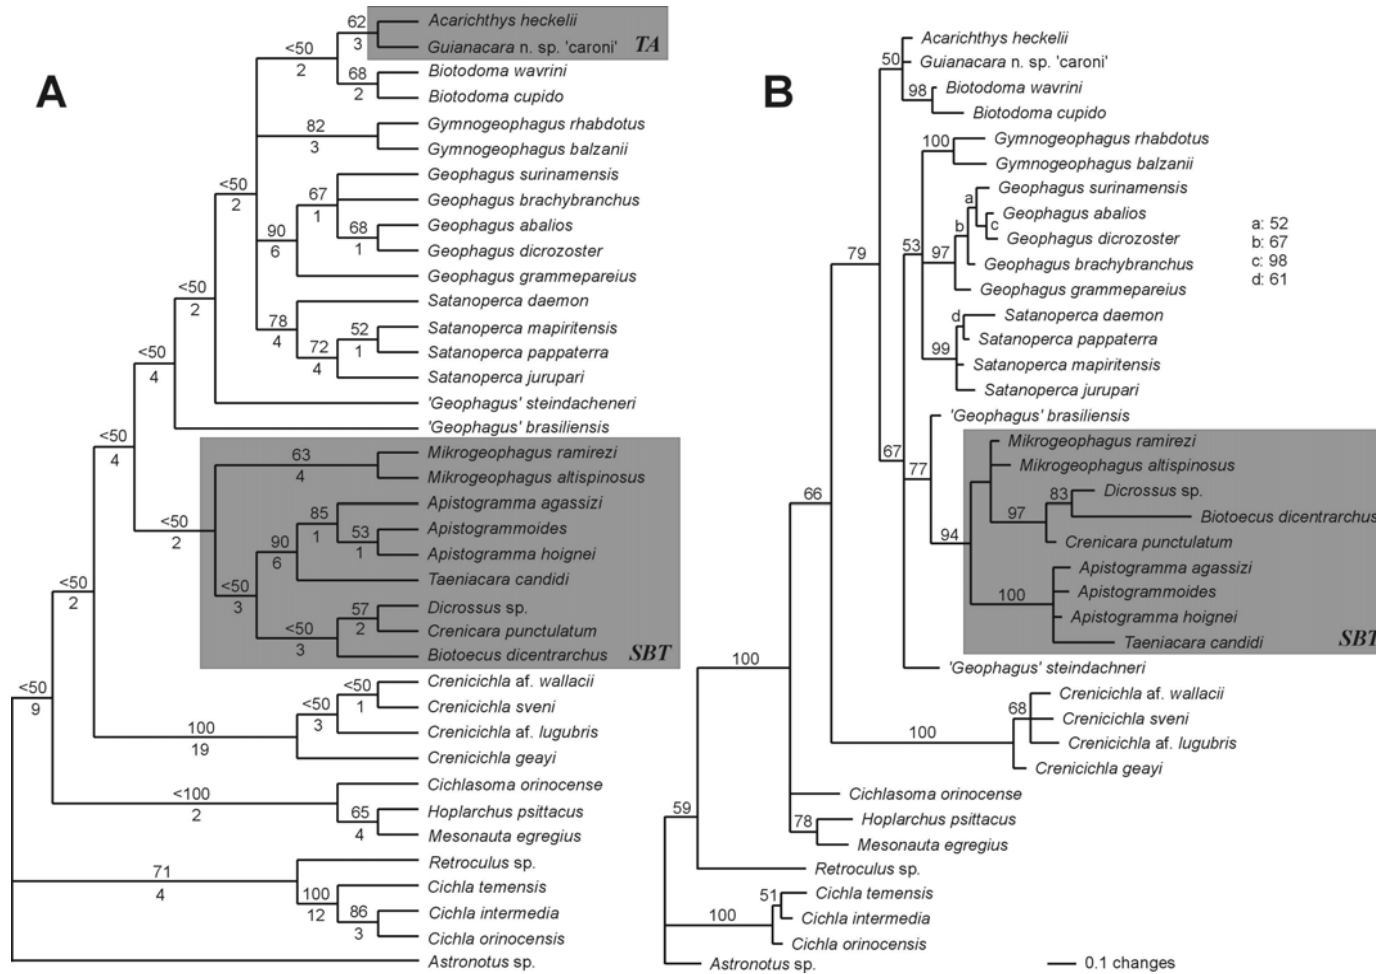 A
62
3
<50
2
68
2
Acarichthys heckelii
Guianacara n. sp. 'caroni'
TA
Biotodoma wavrini
Biotodoma cupido
82
3
Gymnogeophagus rhabdotus
Gymnogeophagus balzanii
<50
2
Geophagus surinamensis
67
1
Geophagus brachybranchus
90
6
68
1
Geophagus abalios
Geophagus dicrozoster
Geophagus grammepareius
<50
2
78
4
Satanoperca daemon
52
1
Satanoperca mapiritensis
72
4
Satanoperca pappaterra
Satanoperca jurupari
<50
4
'Geophagus' steindacheneri
'Geophagus' brasiliensis
<50
4
63
4
Mikrogeophagus ramirezi
Mikrogeophagus altispinosus
<50
2
85
1
Apistogramma agassizi
53
1
Apistogrammoides
90
6
Apistogramma hoignei
<50
3
Taeniacara candidi
57
2
Dicrossus sp.
<50
3
Crenicara punctulatum
Biotoecus dicentrarchus
SBT
<50
2
<50
1
Crenicichla af. wallacii
<50
3
Crenicichla sveni
Crenicichla af. lugubris
100
19
Crenicichla geayi
<50
9
<100
2
Cichlasoma orinocense
65
4
Hoplarchus psittacus
Mesonauta egregius
71
4
Retroculus sp.
100
12
Cichla temensis
86
3
Cichla intermedia
Cichla orinocensis
Astronotus sp.
B
Acarichthys heckelii
50
Guianacara n. sp. 'caroni'
98
Biotodoma wavrini
Biotodoma cupido
100
Gymnogeophagus rhabdotus
Gymnogeophagus balzanii
a
Geophagus surinamensis
b
c
Geophagus abalios
Geophagus dicrozoster
53
97
Geophagus brachybranchus
Geophagus grammepareius
a: 52
b: 67
c: 98
d: 61
79
d
Satanoperca daemon
Satanoperca pappaterra
99
Satanoperca mapiritensis
Satanoperca jurupari
67
77
'Geophagus' brasiliensis
Mikrogeophagus ramirezi
Mikrogeophagus altispinosus
83
Dicrossus sp.
97
Biotoecus dicentrarchus
94
Crenicara punctulatum
Apistogramma agassizi
100
Apistogrammoides
Apistogramma hoignei
Taeniacara candidi
SBT
66
'Geophagus' steindachneri
68
Crenicichla af. wallacii
Crenicichla sveni
100
Crenicichla af. lugubris
Crenicichla geayi
100
Cichlasoma orinocense
78
Hoplarchus psittacus
Mesonauta egregius
59
Retroculus sp.
51
Cichla temensis
100
Cichla intermedia
Cichla orinocensis
Astronotus sp.
0.1 changes